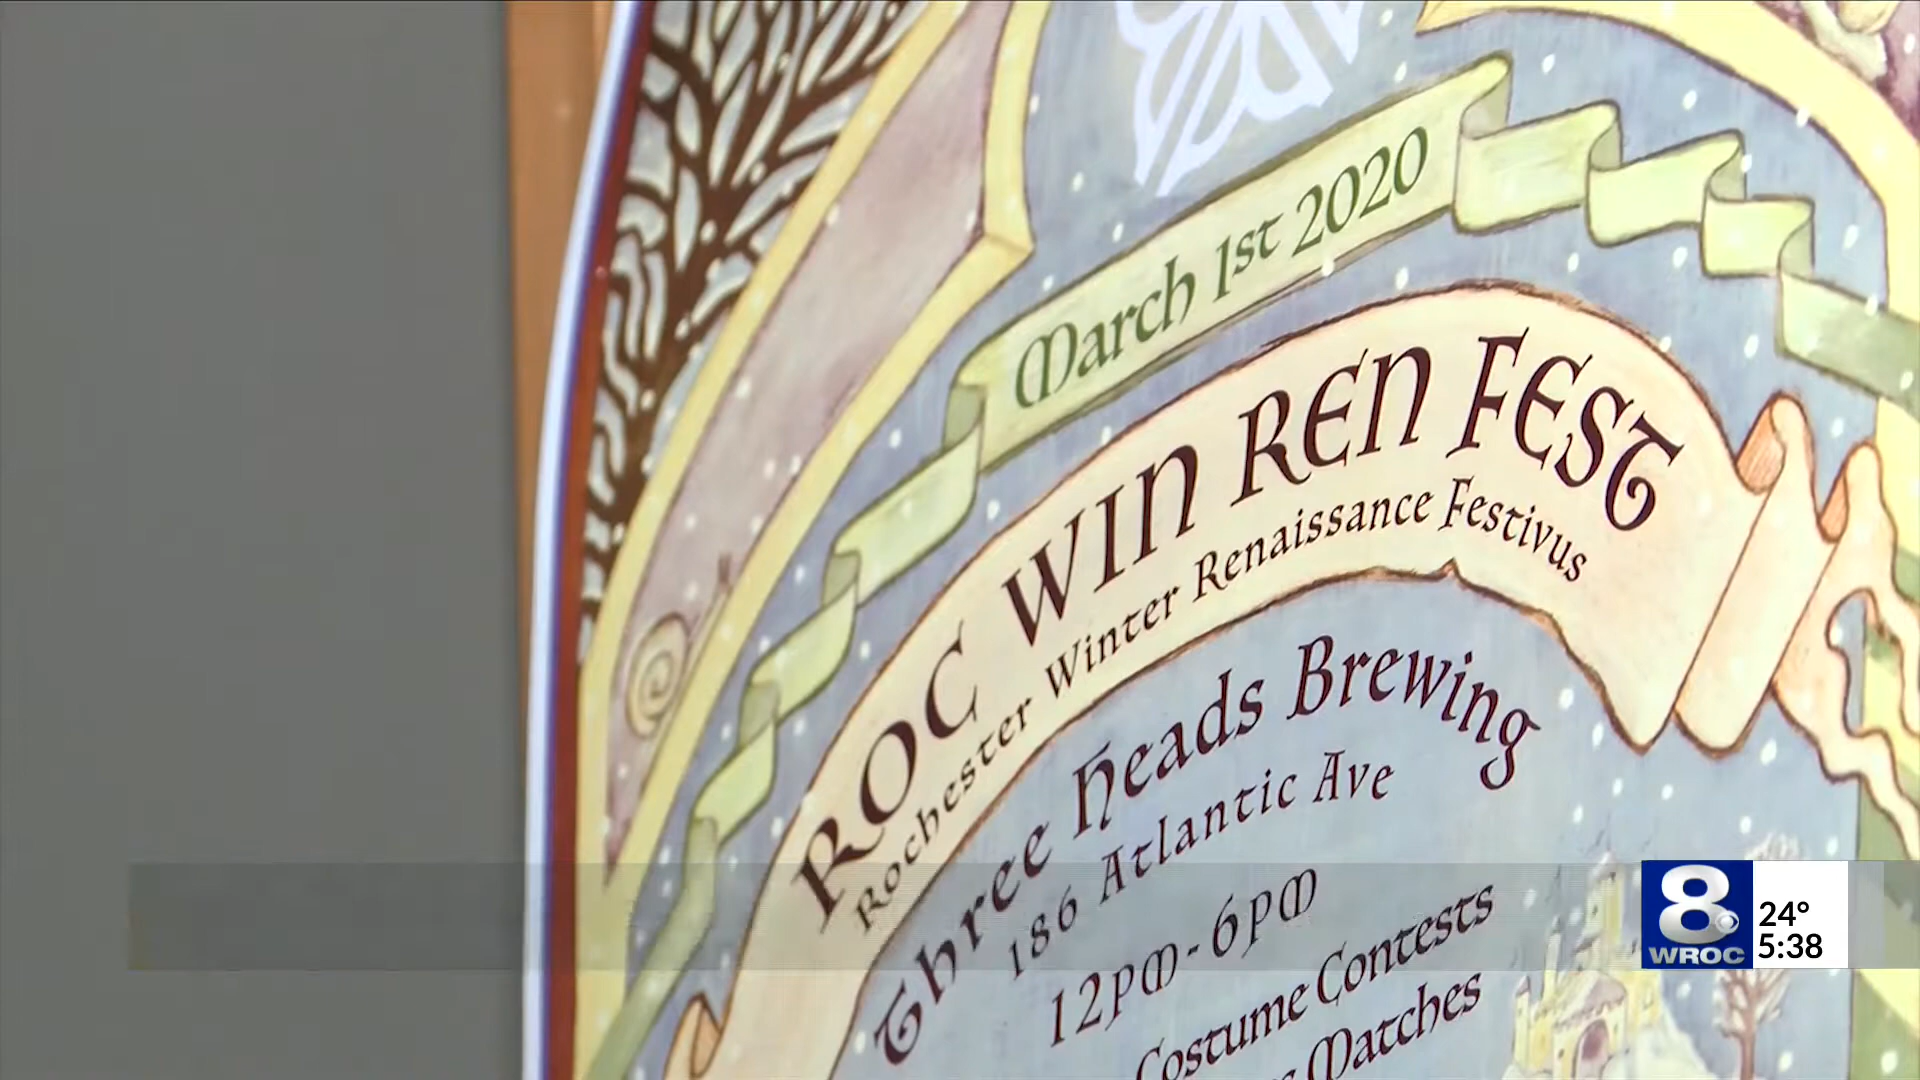 March 1st 2020
ROC WIN REN FEST
Rochester Winter Renaissance Festivus
Three Heads Brewing
186 Atlantic Ave
12PM - 6PM
Costume Contests
Matches
8
WROC
24°
5:38